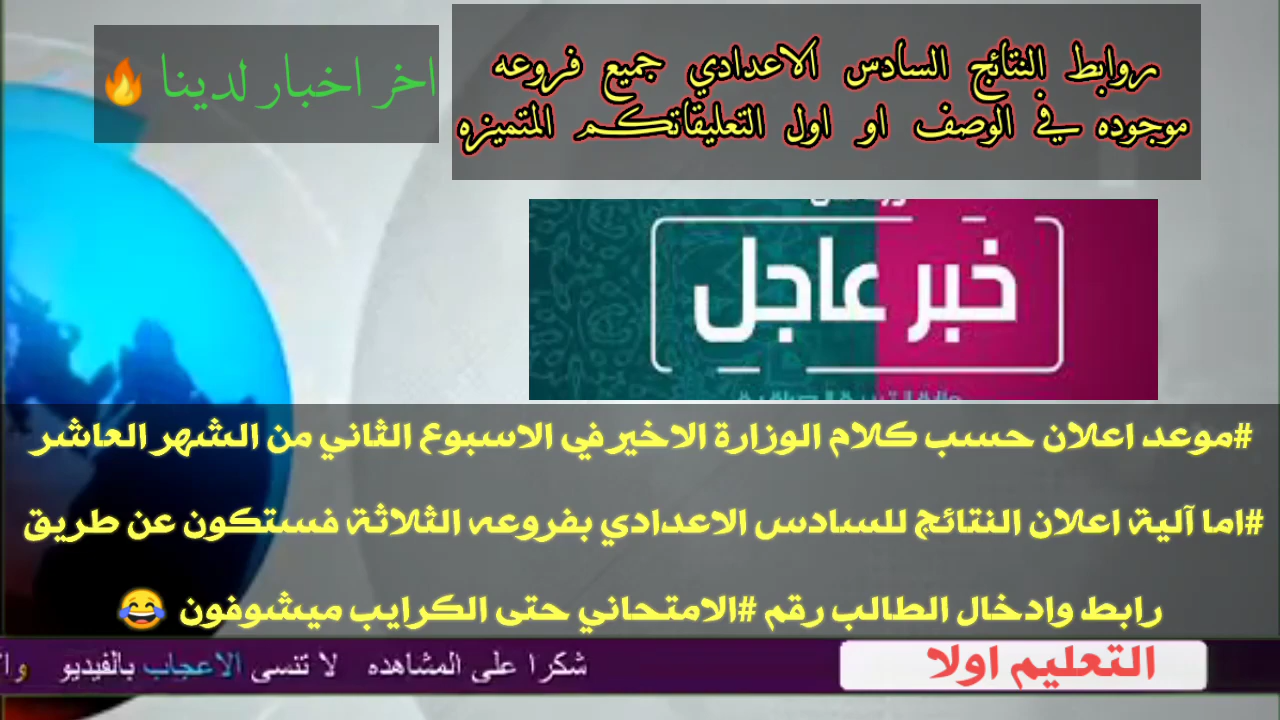 روابط النتائج السادس الاعدادي جميع فروعه
موجوده في الوصف او اول التعليقاتكم المتميزه
اخر اخبار لدينا 🔥
خبر عاجل
#موعد اعلان حسب كلام الوزارة الاخير في الاسبوع الثاني من الشهر العاشر
#اما آلية اعلان النتائج للسادس الاعدادي بفروعه الثلاثة فستكون عن طريق
رابط وادخال الطالب رقم #الامتحاني حتى الكرايب ميشوفون 😂
التعليم اولا
شكرا على المشاهده لا تنسى الاعجاب بالفيديو